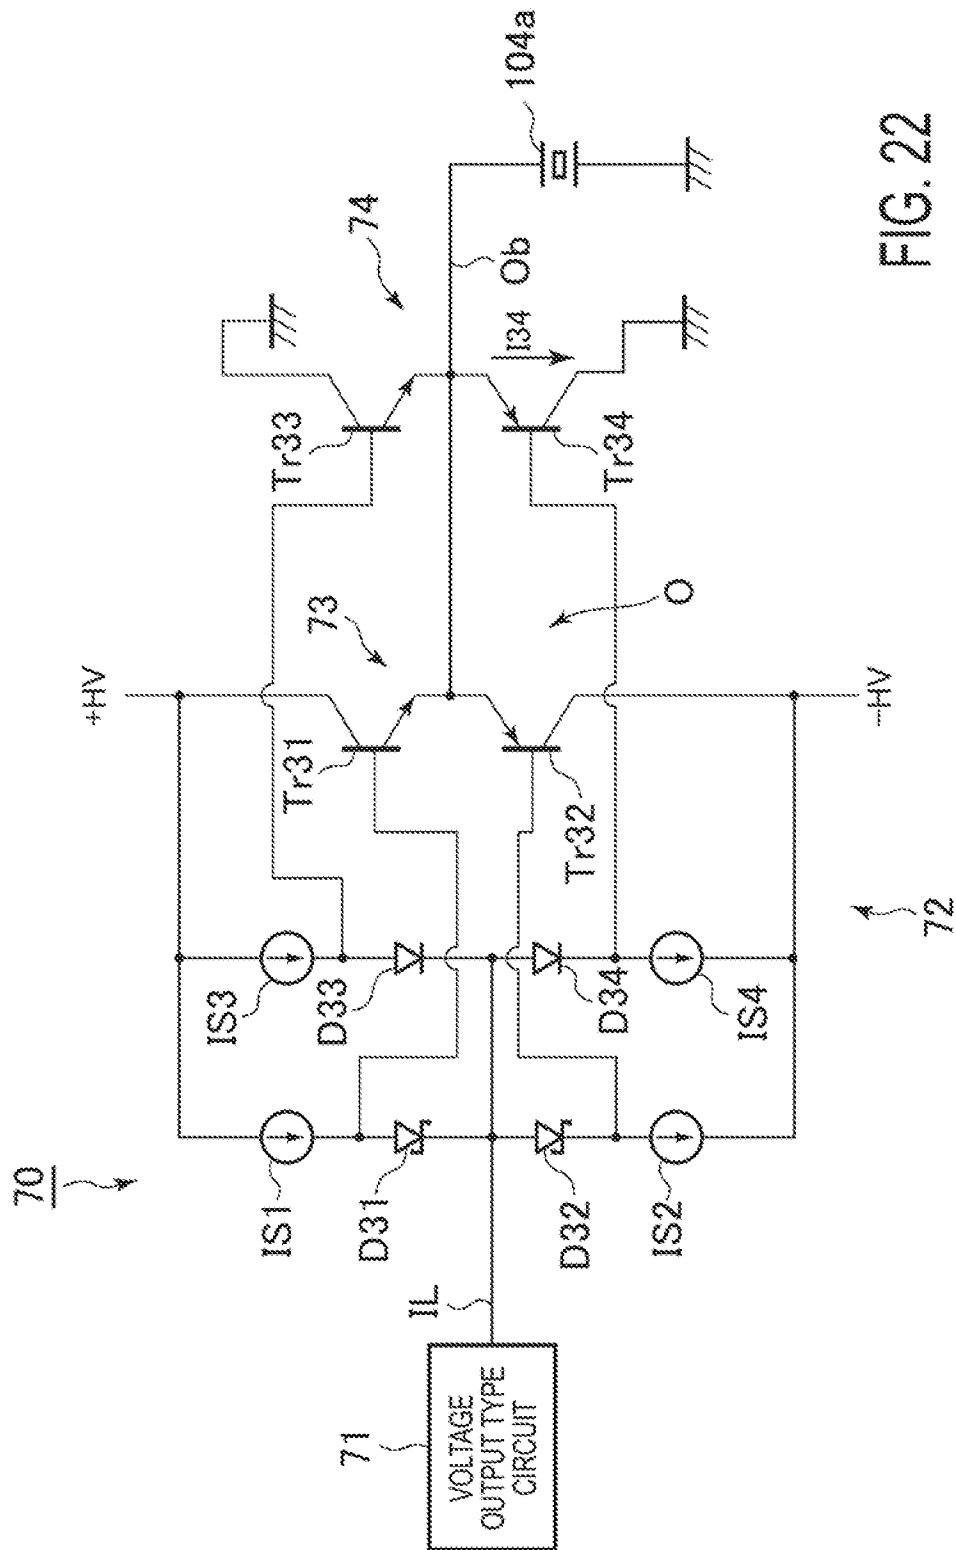 70
71
VOLTAGE
OUTPUT TYPE
CIRCUIT
IL
IS1
D31
D32
IS2
IS3
D33
D34
IS4
72
+HV
-HV
Tr31
Tr32
73
O
Tr33
Tr34
74
I34
Ob
104a
FIG. 22